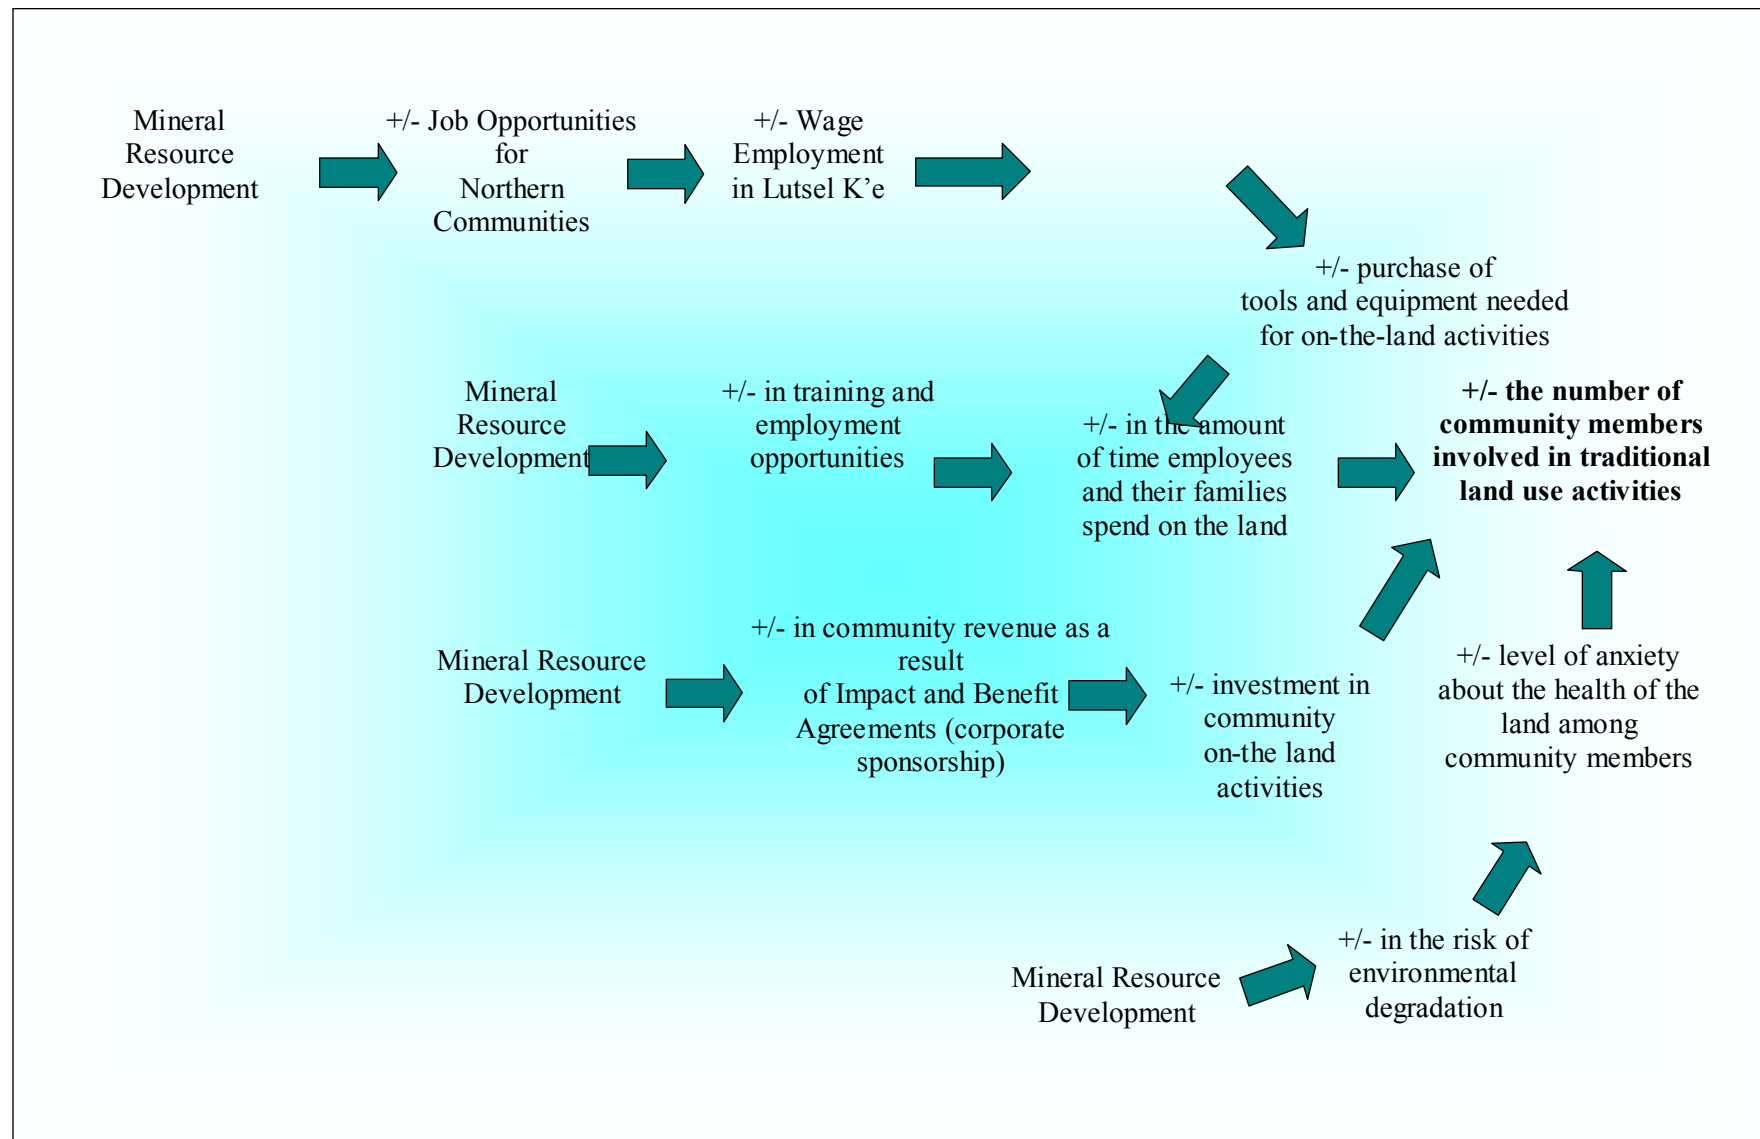 Mineral
Resource
Development
+/- Job Opportunities
for
Northern
Communities
+/- Wage
Employment
in Lutsel K’e
+/- purchase of
tools and equipment needed
for on-the-land activities
Mineral
Resource
Development
+/- in training and
employment
opportunities
+/- in the amount
of time employees
and their families
spend on the land
+/- the number of
community members
involved in traditional
land use activities
Mineral Resource
Development
+/- in community revenue as a
result
of Impact and Benefit
Agreements (corporate
sponsorship)
+/- investment in
community
on-the land
activities
+/- level of anxiety
about the health of the
land among
community members
Mineral Resource
Development
+/- in the risk of
environmental
degradation